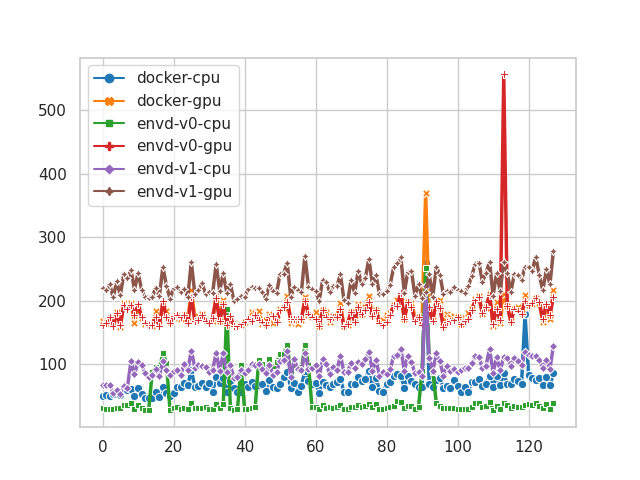 docker-cpu
docker-gpu
envd-v0-cpu
envd-v0-gpu
envd-v1-cpu
envd-v1-gpu
500
400
300
200
100
0 20 40 60 80 100 120